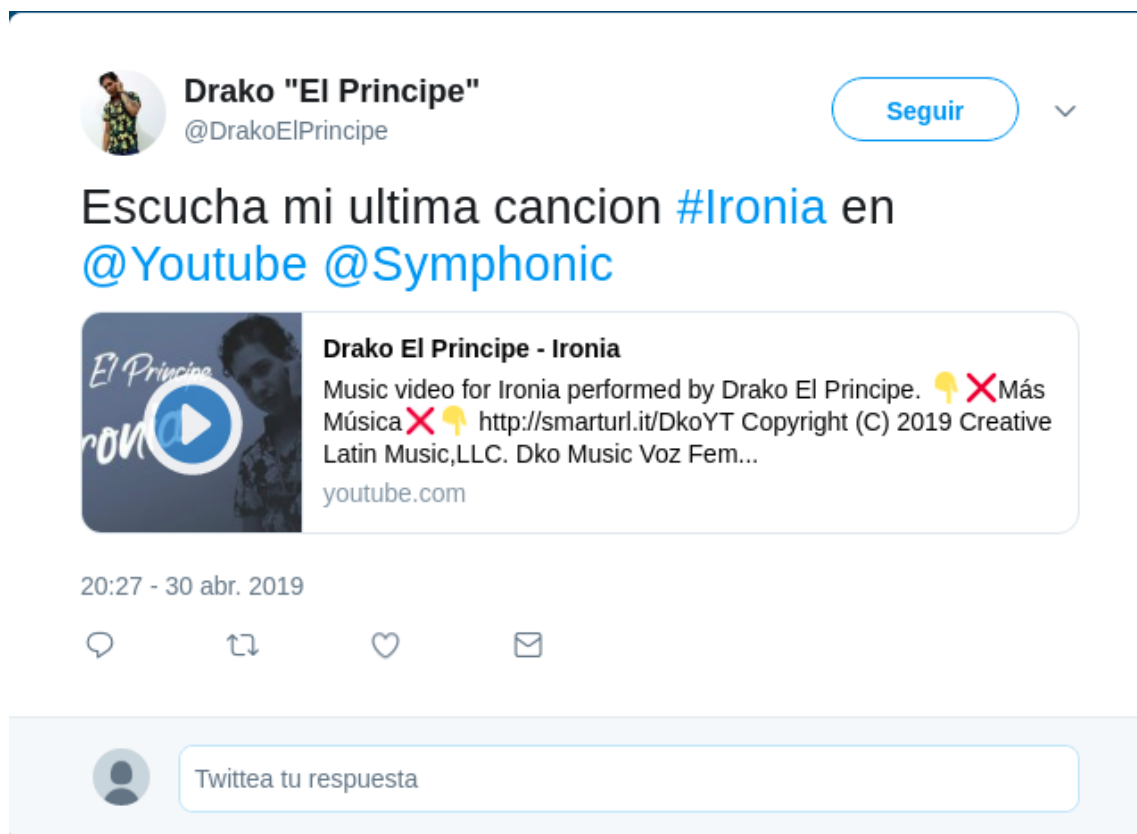 Drako "El Principe"
@DrakoElPrincipe
Seguir
Escucha mi ultima cancion #Ironia en
@Youtube @Symphonic
El Principe
Drako El Principe - Ironia
Music video for Ironia performed by Drako El Principe. 👇❌Más
Música❌👇 http://smarturl.it/DkoYT Copyright (C) 2019 Creative
Latin Music,LLC. Dko Music Voz Fem...
youtube.com
20:27 - 30 abr. 2019
Twittea tu respuesta